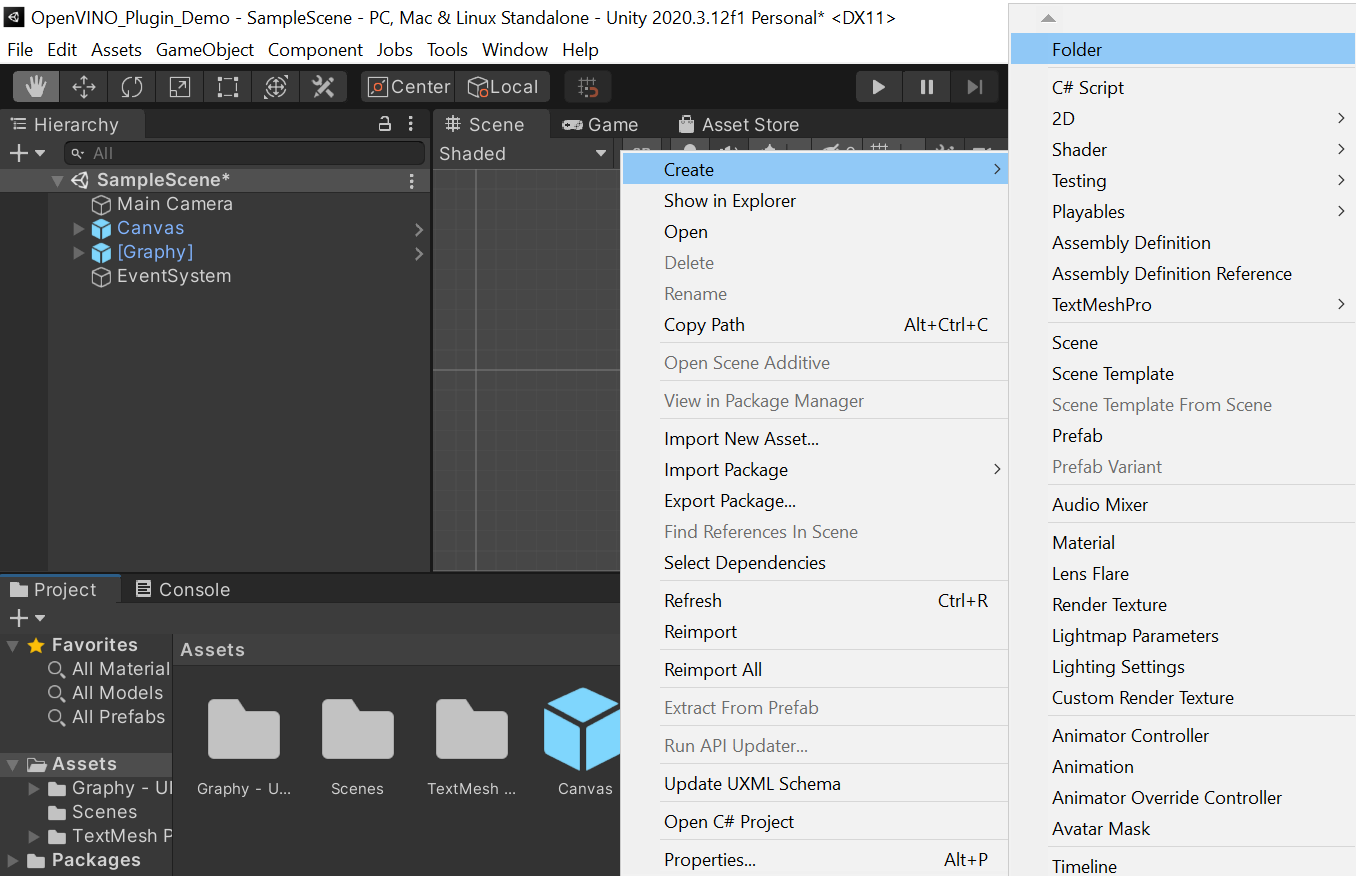 OpenVINO_Plugin_Demo - SampleScene - PC, Mac & Linux Standalone - Unity 2020.3.12f1 Personal* <DX11>
File Edit Assets GameObject Component Jobs Tools Window Help
Center Local
Hierarchy
All
SampleScene*
Main Camera
Canvas
[Graphy]
EventSystem
Scene Game Asset Store
Shaded
Project Console
Favorites
All Material
All Models
All Prefabs
Assets
Graphy - UI
Scenes
TextMesh P
Packages
Assets
Graphy - U...
Scenes
TextMesh ...
Canvas
Create
Show in Explorer
Open
Delete
Rename
Copy Path Alt+Ctrl+C
Open Scene Additive
View in Package Manager
Import New Asset...
Import Package
Export Package...
Find References In Scene
Select Dependencies
Refresh Ctrl+R
Reimport
Reimport All
Extract From Prefab
Run API Updater...
Update UXML Schema
Open C# Project
Properties... Alt+P
Folder
C# Script
2D
Shader
Testing
Playables
Assembly Definition
Assembly Definition Reference
TextMeshPro
Scene
Scene Template
Scene Template From Scene
Prefab
Prefab Variant
Audio Mixer
Material
Lens Flare
Render Texture
Lightmap Parameters
Lighting Settings
Custom Render Texture
Animator Controller
Animation
Animator Override Controller
Avatar Mask
Timeline